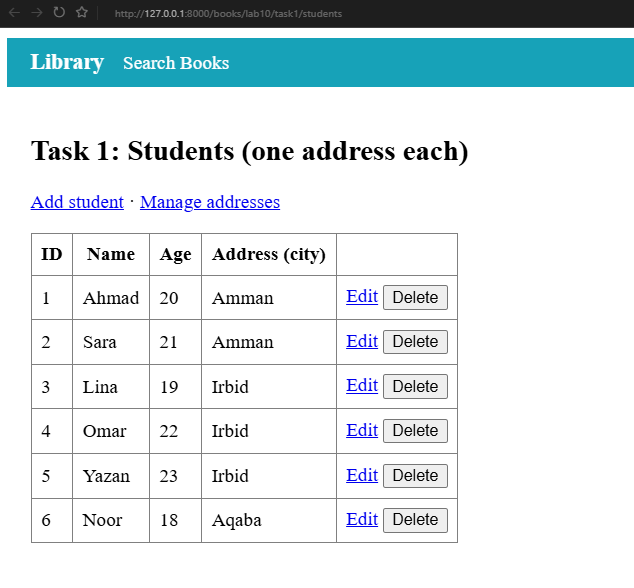 http://127.0.0.1:8000/books/lab10/task1/students
Library Search Books
Task 1: Students (one address each)
Add student · Manage addresses
ID Name Age Address (city)
1 Ahmad 20 Amman Edit Delete
2 Sara 21 Amman Edit Delete
3 Lina 19 Irbid Edit Delete
4 Omar 22 Irbid Edit Delete
5 Yazan 23 Irbid Edit Delete
6 Noor 18 Aqaba Edit Delete